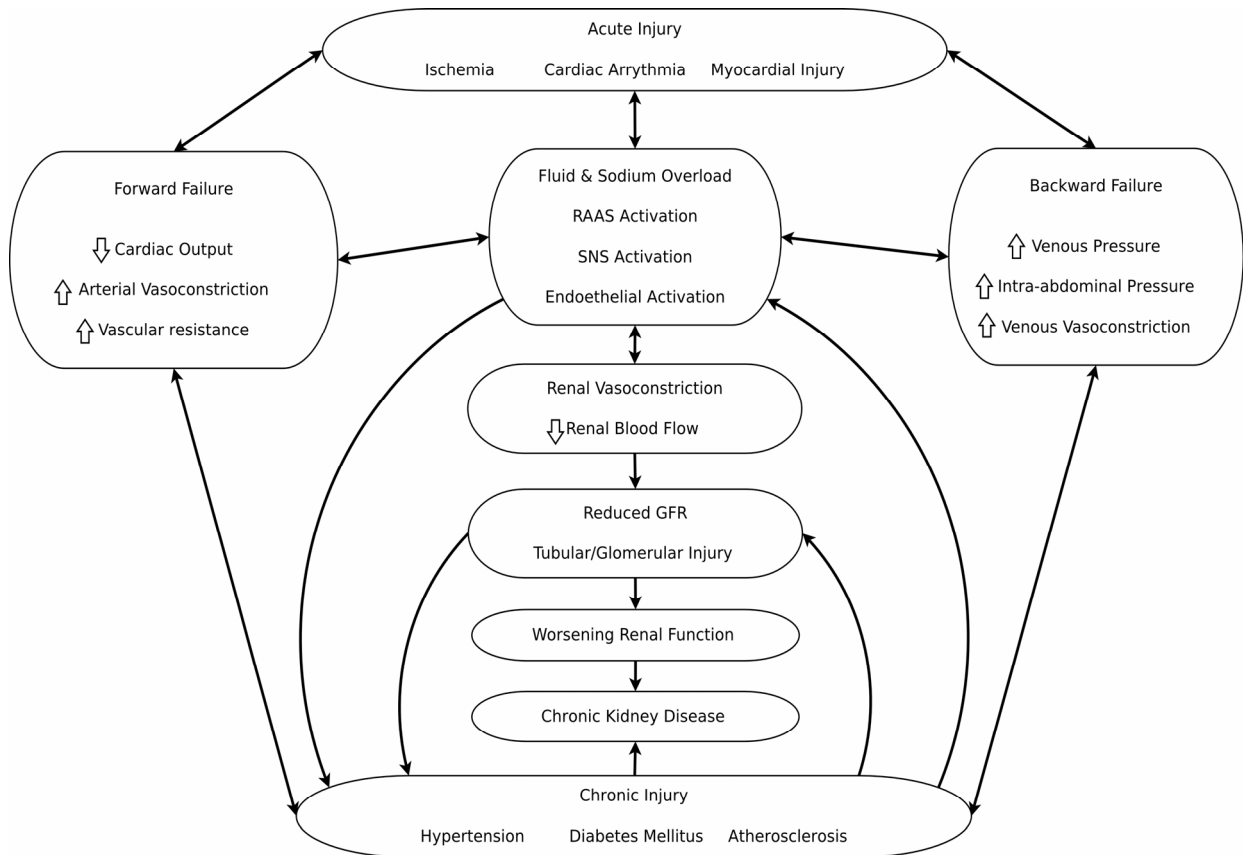 Acute Injury
Ischemia Cardiac Arrythmia Myocardial Injury
Forward Failure
Cardiac Output
Arterial Vasoconstriction
Vascular resistance
Fluid & Sodium Overload
RAAS Activation
SNS Activation
Endoethelial Activation
Backward Failure
Venous Pressure
Intra-abdominal Pressure
Venous Vasoconstriction
Renal Vasoconstriction
Renal Blood Flow
Reduced GFR
Tubular/Glomerular Injury
Worsening Renal Function
Chronic Kidney Disease
Chronic Injury
Hypertension Diabetes Mellitus Atherosclerosis